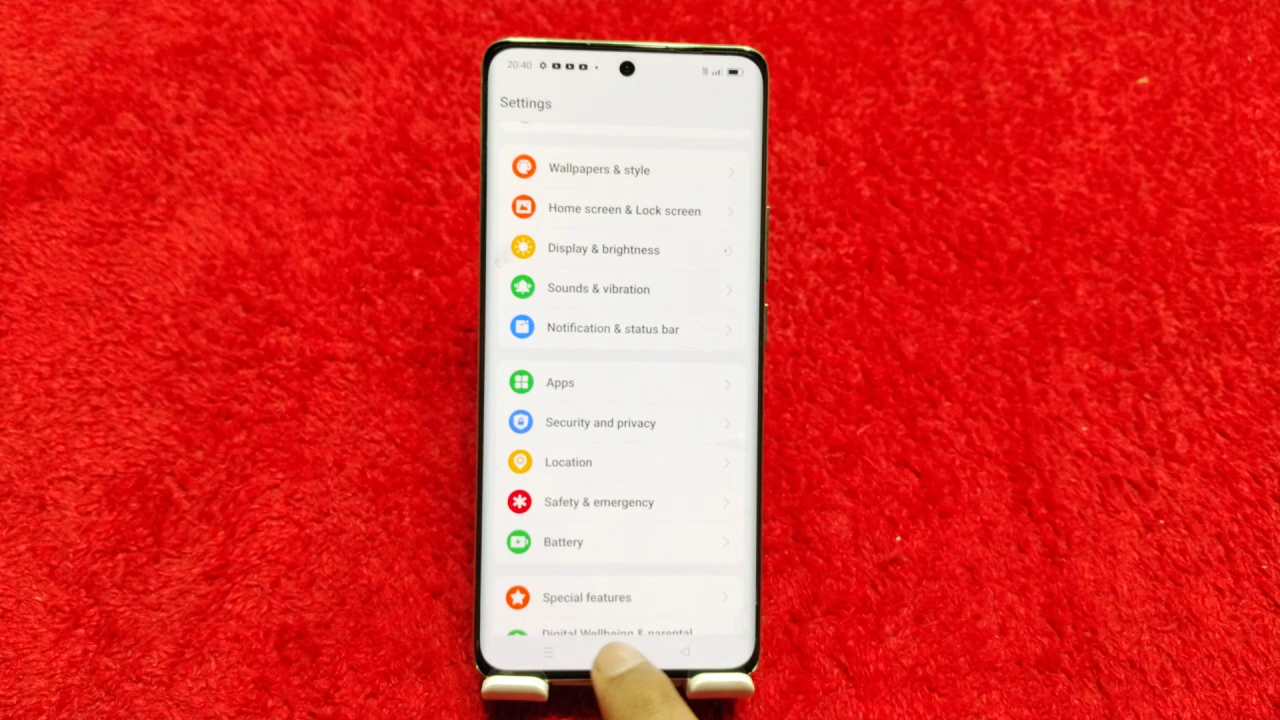 20:40
Settings
Wallpapers & style
Home screen & Lock screen
Display & brightness
Sounds & vibration
Notification & status bar
Apps
Security and privacy
Location
Safety & emergency
Battery
Special features
Digital Wellbeing & parental